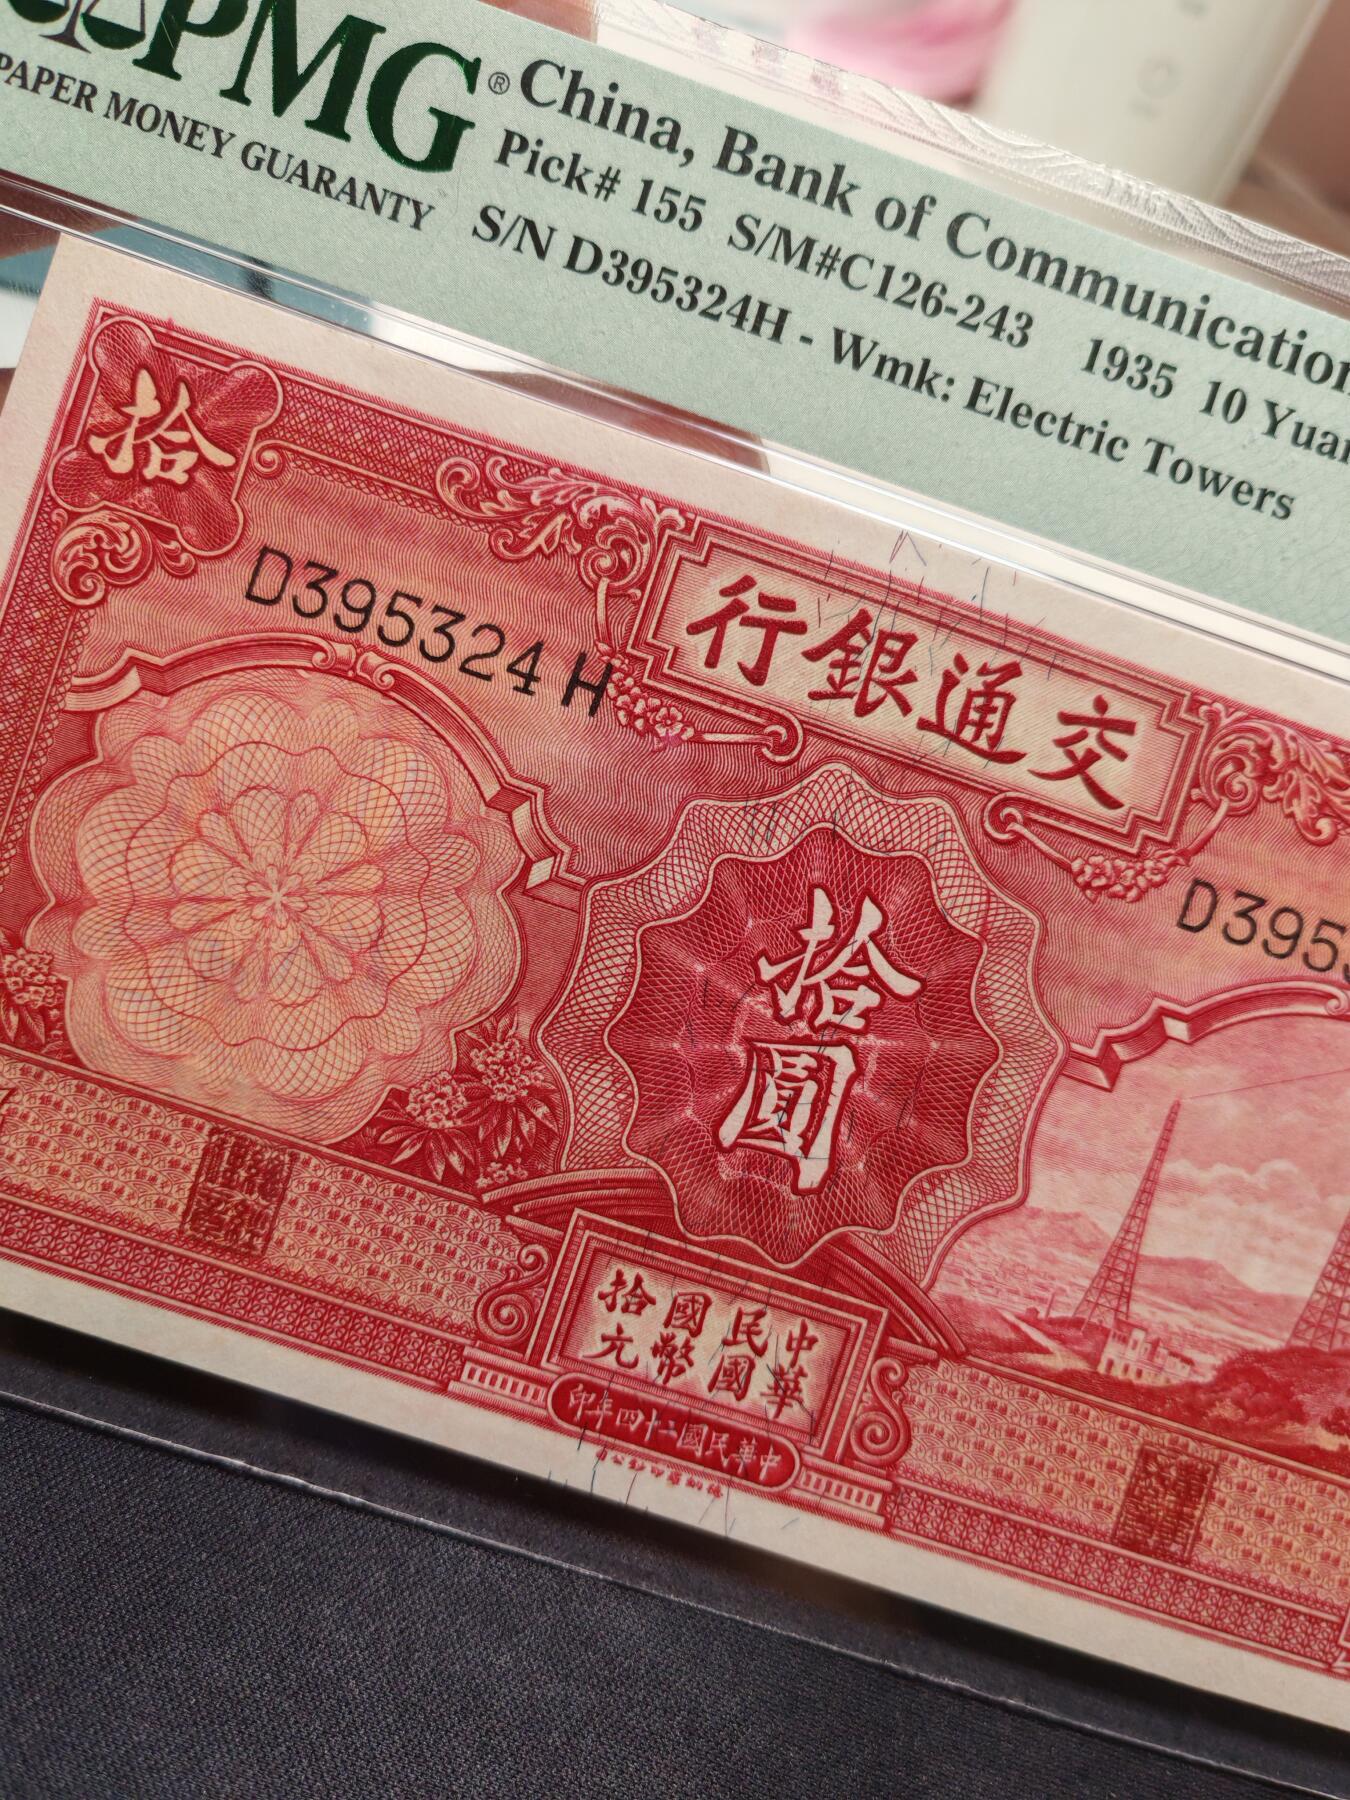 PMG®
PAPER MONEY GUARANTY
China, Bank of Communication
Pick# 155 S/M#C126-243 1935 10 Yuan
S/N D395324H - Wmk: Electric Towers
拾
D395324H
行銀通交
D395
拾圓
中華
民國
國幣
拾元
印年四十二國民華中